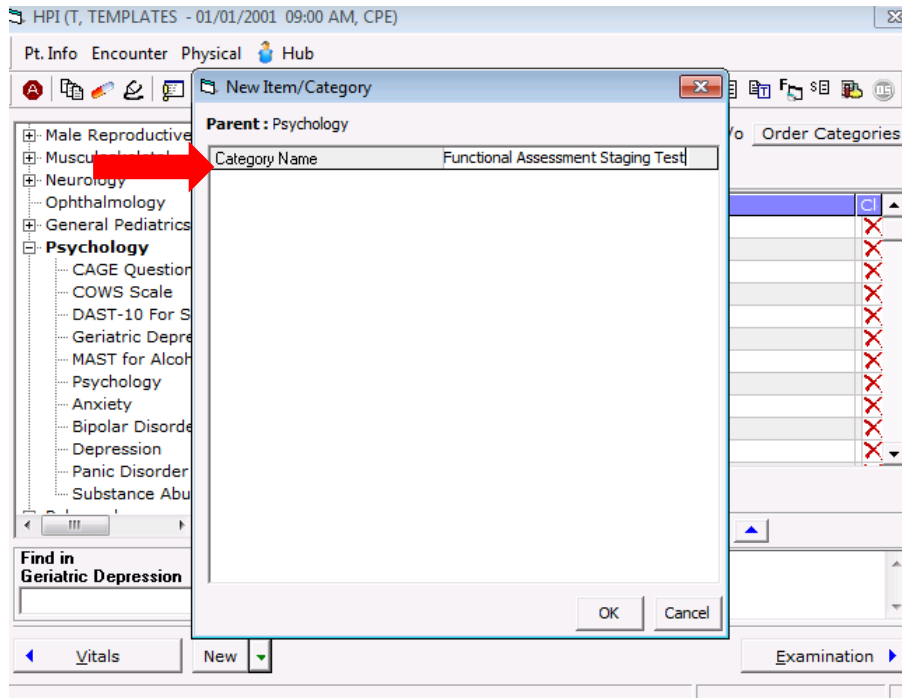 HPI (T, TEMPLATES - 01/01/2001 09:00 AM, CPE)
Pt. Info Encounter Physical Hub
New Item/Category
Parent : Psychology
Category Name Functional Assessment Staging Test
Order Categories
Cl
Male Reproductive
Neurology
Ophthalmology
General Pediatrics
Psychology
CAGE Question
COWS Scale
DAST-10 For S
Geriatric Depre
MAST for Alcoh
Psychology
Anxiety
Bipolar Disorde
Depression
Panic Disorder
Substance Abu
Find in
Geriatric Depression
OK Cancel
Vitals New Examination